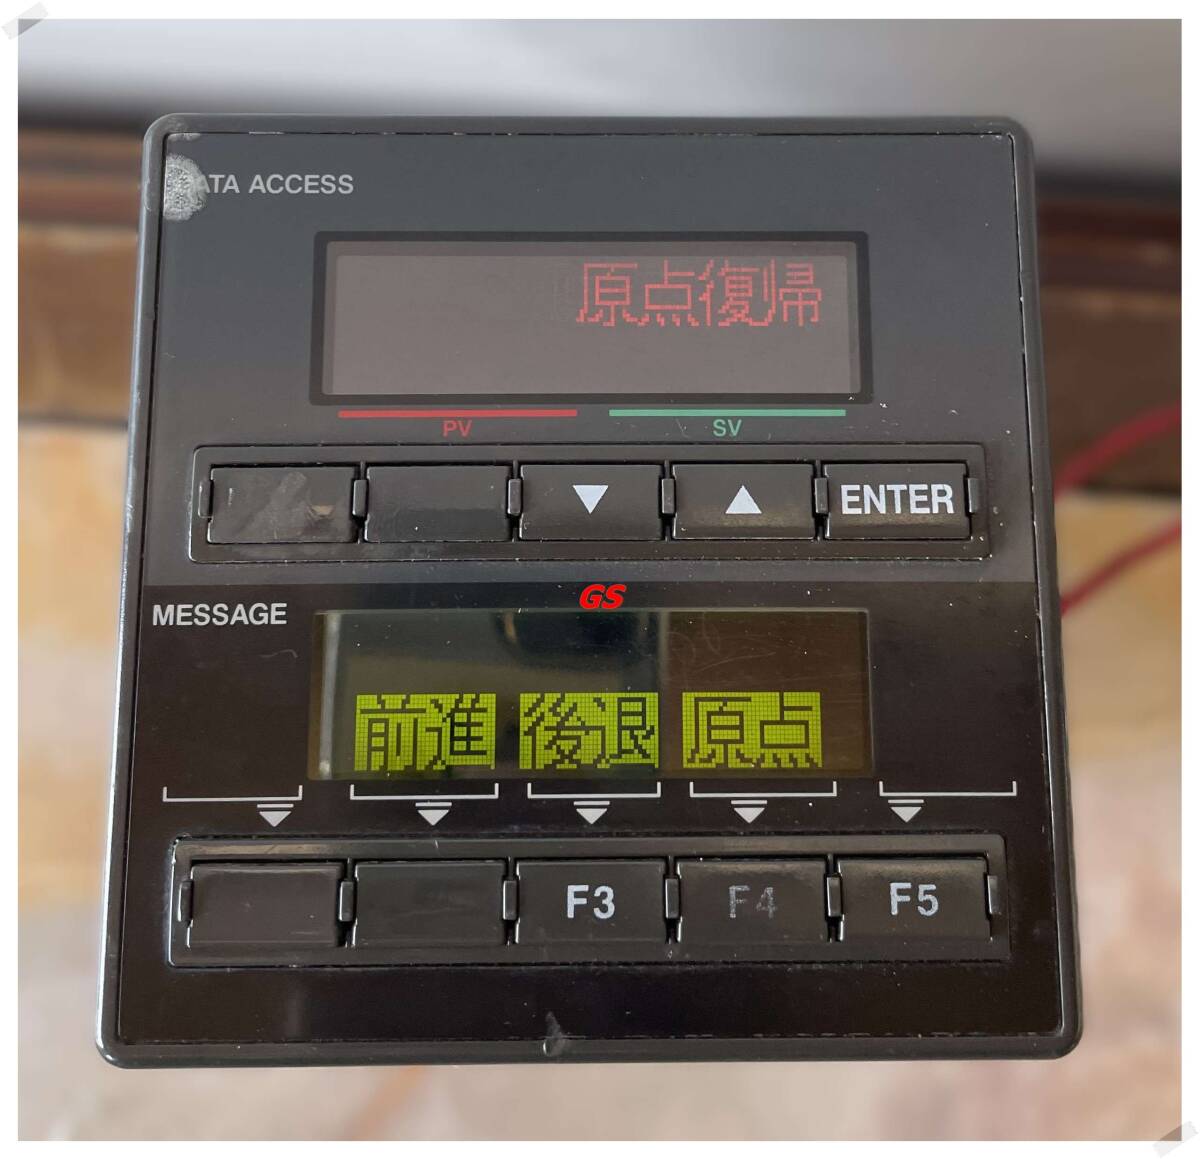 DATA ACCESS
原点復帰
PV SV
▼ ▲ ENTER
GS
MESSAGE
前進 後退 原点
F3 F4 F5